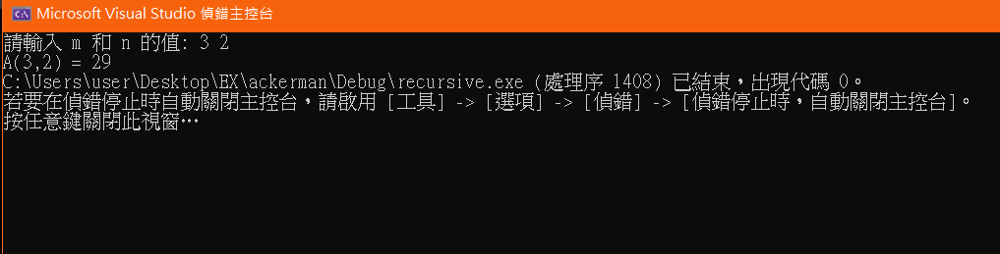 Microsoft Visual Studio 偵錯主控台
請輸入 m 和 n 的值: 3 2
A(3,2) = 29
C:\Users\user\Desktop\EX\ackerman\Debug\recursive.exe (處理序 1408) 已結束，出現代碼 0。
若要在偵錯停止時自動關閉主控台，請啟用 [工具] -> [選項] -> [偵錯] -> [偵錯停止時，自動關閉主控台]。
按任意鍵關閉此視窗…